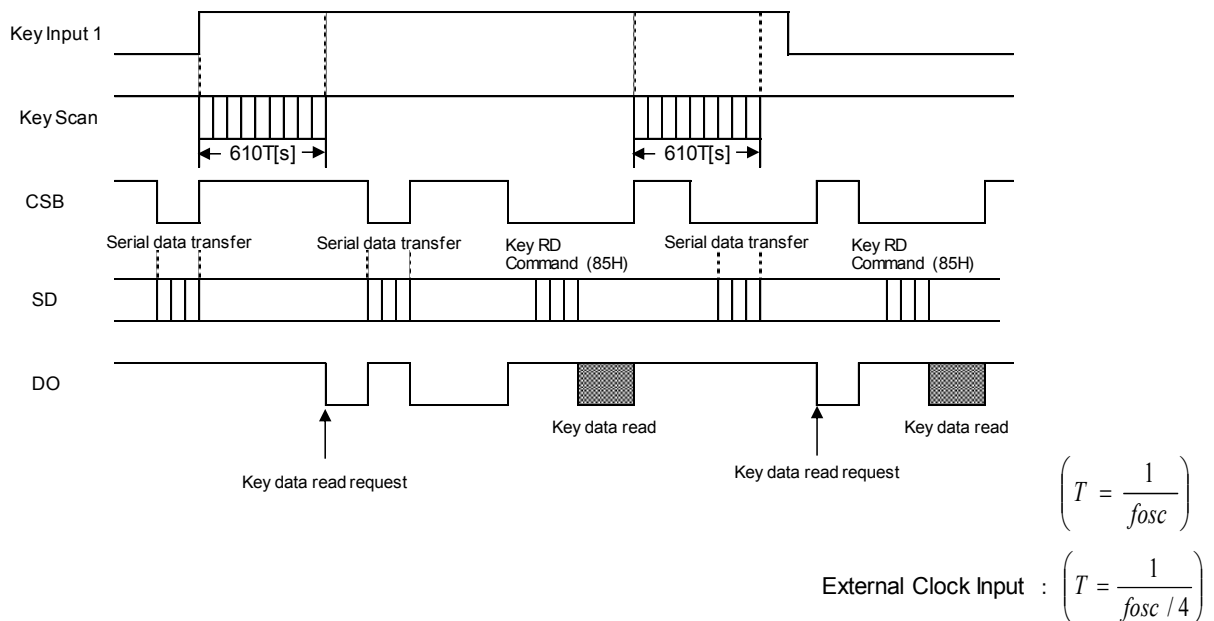 Key Input 1
Key Scan
610T[s] 610T[s]
CSB
Serial data transfer Serial data transfer Key RD Command (85H) Serial data transfer Key RD Command (85H)
SD
DO
Key data read Key data read
Key data read request Key data read request
( T = 1 / fosc )
External Clock Input : ( T = 1 / fosc / 4 )